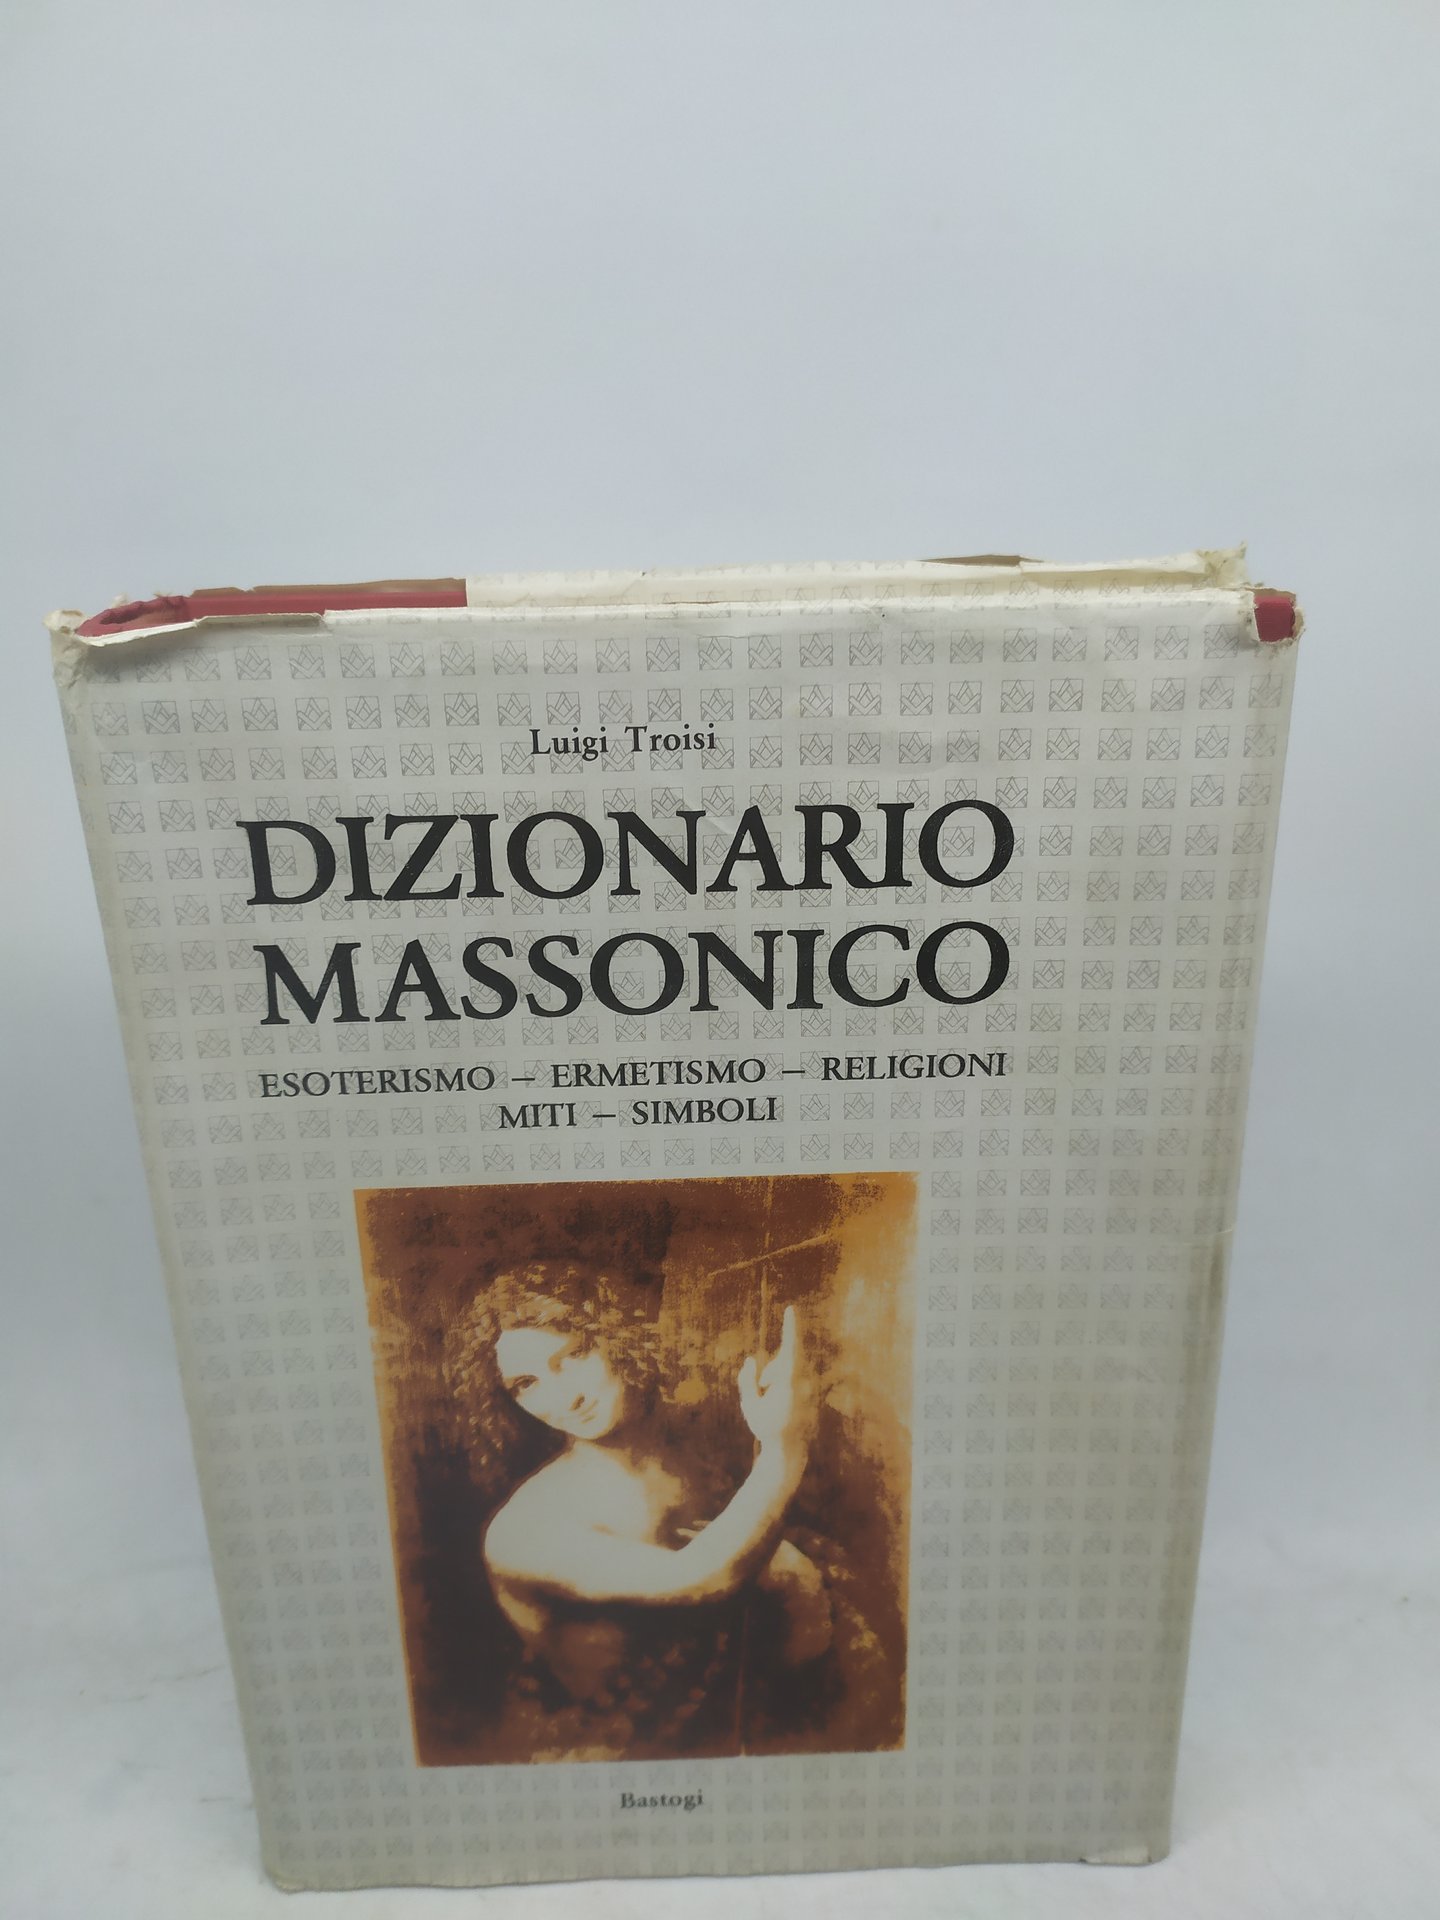 Luigi Troisi
DIZIONARIO
MASSONICO
ESOTERISMO – ERMETISMO – RELIGIONI
MITI – SIMBOLI
Bastogi